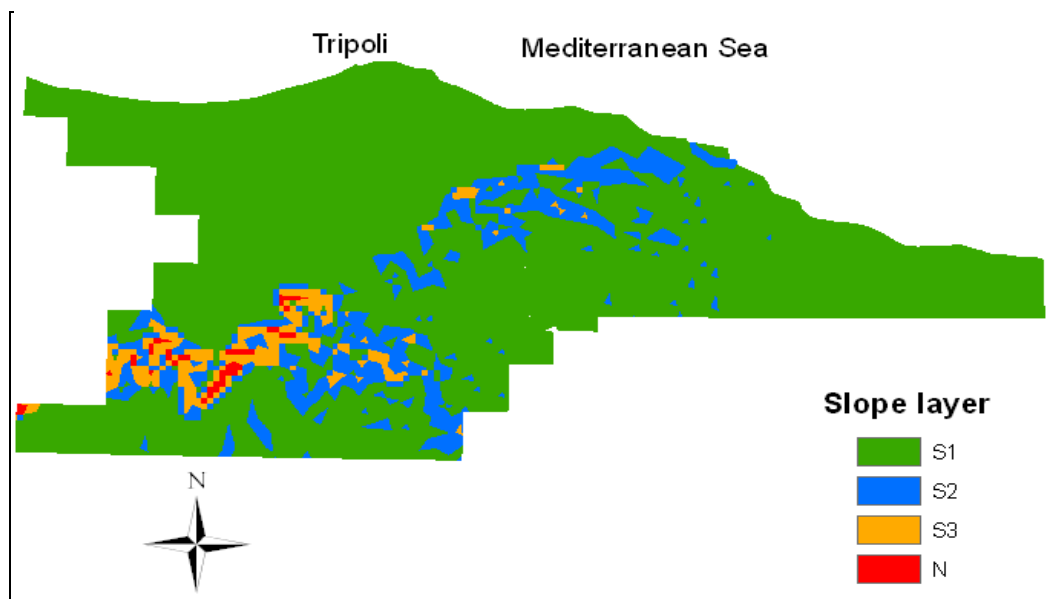 Tripoli
Mediterranean Sea
Slope layer
S1
S2
S3
N
N